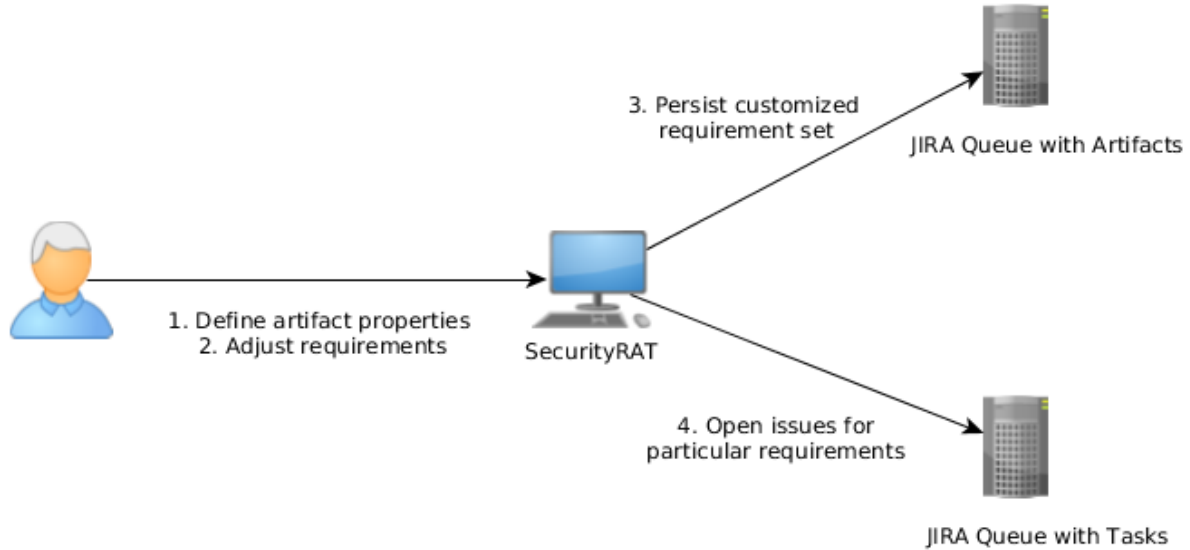 3. Persist customized
requirement set
JIRA Queue with Artifacts
1. Define artifact properties
2. Adjust requirements
SecurityRAT
4. Open issues for
particular requirements
JIRA Queue with Tasks